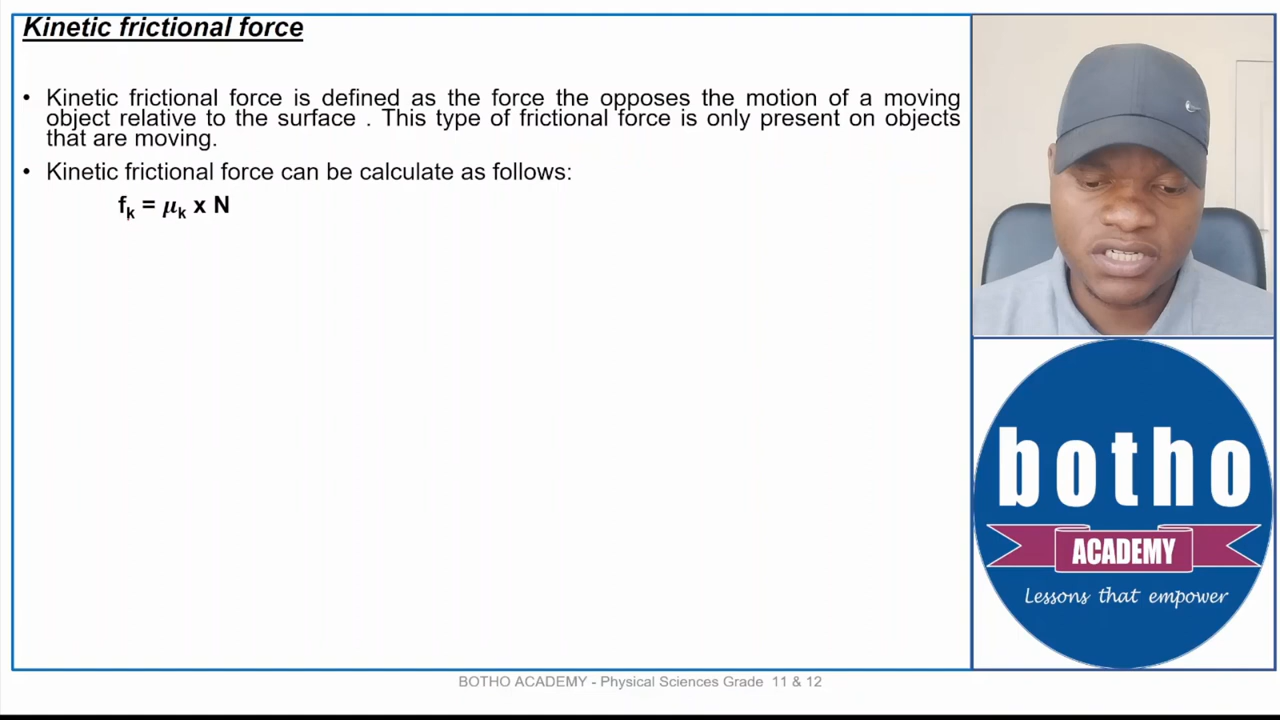 Kinetic frictional force
• Kinetic frictional force is defined as the force the opposes the motion of a moving
object relative to the surface . This type of frictional force is only present on objects
that are moving.
• Kinetic frictional force can be calculate as follows:
fk = μk x N
botho
ACADEMY
Lessons that empower
BOTHO ACADEMY - Physical Sciences Grade 11 & 12